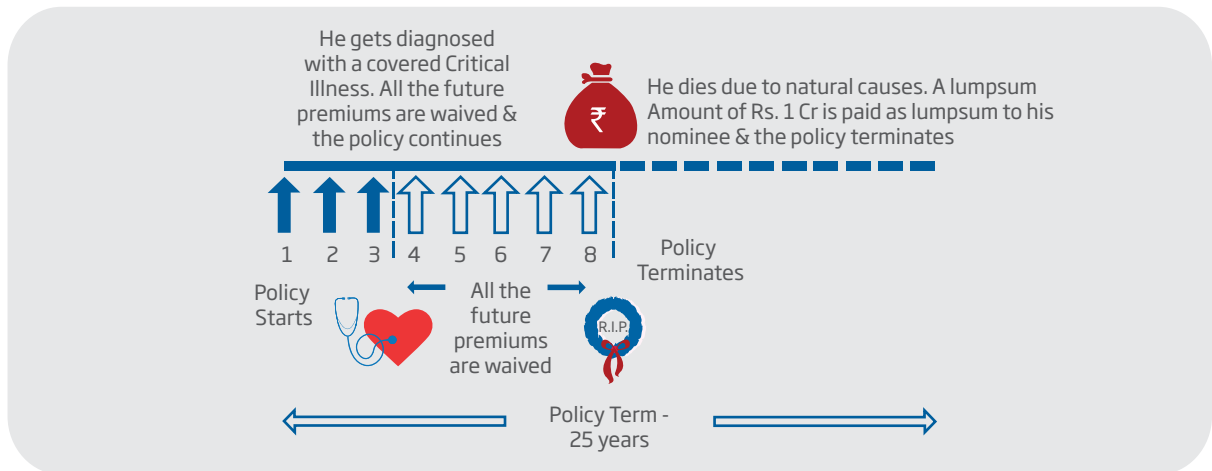 He gets diagnosed
with a covered Critical
Illness. All the future
premiums are waived &
the policy continues
₹
He dies due to natural causes. A lumpsum
Amount of Rs. 1 Cr is paid as lumpsum to his
nominee & the policy terminates
1 2 3 4 5 6 7 8
Policy
Starts
All the
future
premiums
are waived
Policy
Terminates
R.I.P.
Policy Term -
25 years